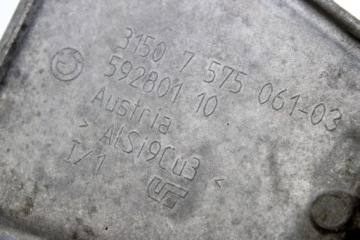 3150 7 575 061-03
592801 10
Austria
> AlSi9Cu3 <
T/1